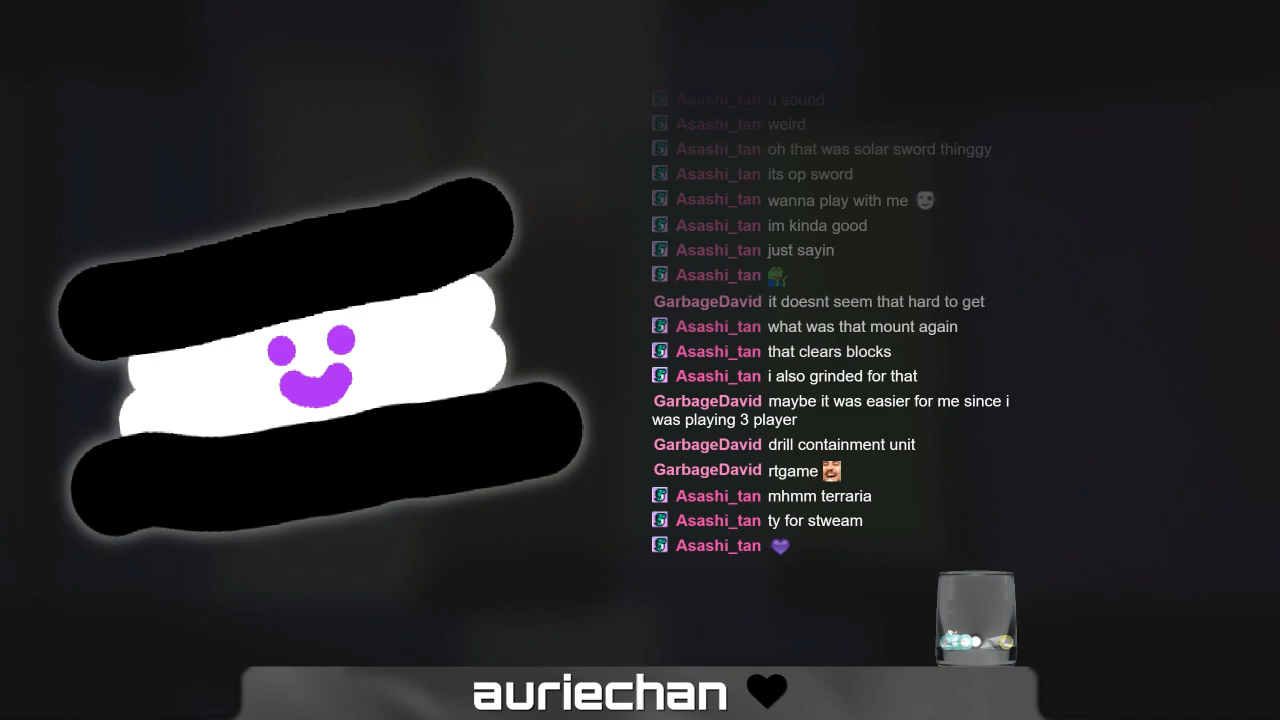 Asashi_tan u sound
Asashi_tan weird
Asashi_tan oh that was solar sword thinggy
Asashi_tan its op sword
Asashi_tan wanna play with me
Asashi_tan im kinda good
Asashi_tan just sayin
Asashi_tan
GarbageDavid it doesnt seem that hard to get
Asashi_tan what was that mount again
Asashi_tan that clears blocks
Asashi_tan i also grinded for that
GarbageDavid maybe it was easier for me since i
was playing 3 player
GarbageDavid drill containment unit
GarbageDavid rtgame
Asashi_tan mhmm terraria
Asashi_tan ty for stweam
Asashi_tan
auriechan